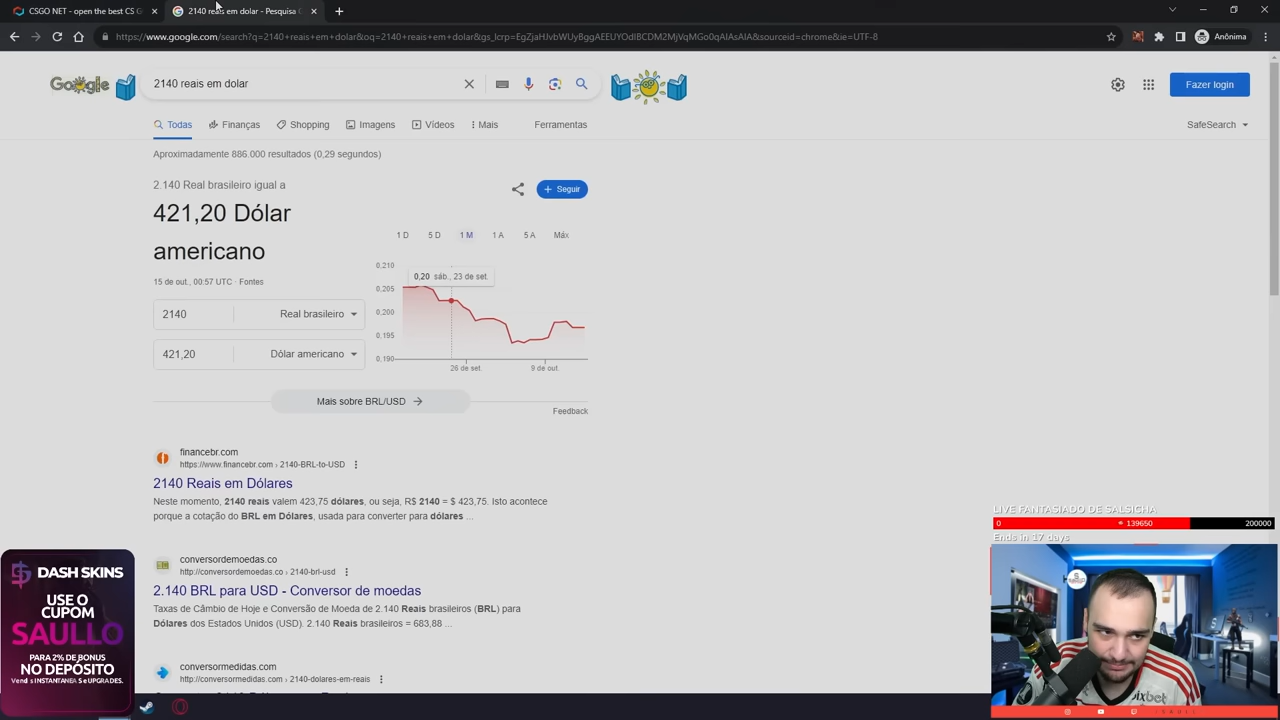 CSGO NET - open the best CS G
2140 reais em dolar - Pesquisa G
https://www.google.com/search?q=2140+reais+em+dolar&oq=2140+reais+em+dolar&gs_lcrp=EgZjaHJvbWUyBggAEEUYOdIBCDM2MjVqMGo0qAIAsAIA&sourceid=chrome&ie=UTF-8
Anônima
Google
2140 reais em dolar
Fazer login
Todas
Finanças
Shopping
Imagens
Vídeos
Mais
Ferramentas
SafeSearch
Aproximadamente 886.000 resultados (0,29 segundos)
2.140 Real brasileiro igual a
421,20 Dólar
americano
15 de out., 00:57 UTC · Fontes
2140 Real brasileiro
421,20 Dólar americano
Seguir
1 D 5 D 1 M 1 A 5 A Máx
0,210
0,205
0,200
0,195
0,190
0,20 sáb., 23 de set.
26 de set. 9 de out.
Mais sobre BRL/USD
Feedback
financebr.com
https://www.financebr.com › 2140-BRL-to-USD
2140 Reais em Dólares
Neste momento, 2140 reais valem 423,75 dólares, ou seja, R$ 2140 = $ 423,75. Isto acontece
porque a cotação do BRL em Dólares, usada para converter para dólares ...
conversordemoedas.co
http://conversordemoedas.co › 2140-brl-usd
2.140 BRL para USD - Conversor de moedas
Taxas de Câmbio de Hoje e Conversão de Moeda de 2.140 Reais brasileiros (BRL) para
Dólares dos Estados Unidos (USD). 2.140 Reais brasileiros = 683,88 ...
conversormedidas.com
http://conversormedidas.com › 2140-dolares-em-reais
DASH SKINS
USE O
CUPOM
SAULLO
PARA 2% DE BONUS
NO DEPÓSITO
LIVE FANTASIADO DE SALSICHA
0 139650 200000
Ends in 17 days